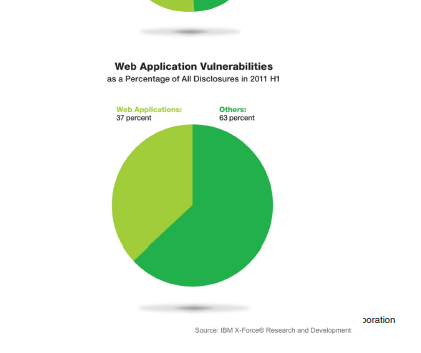 Web Application Vulnerabilities
as a Percentage of All Disclosures in 2011 H1
Web Applications:
37 percent
Others:
63 percent
poration
Source: IBM X-Force® Research and Development